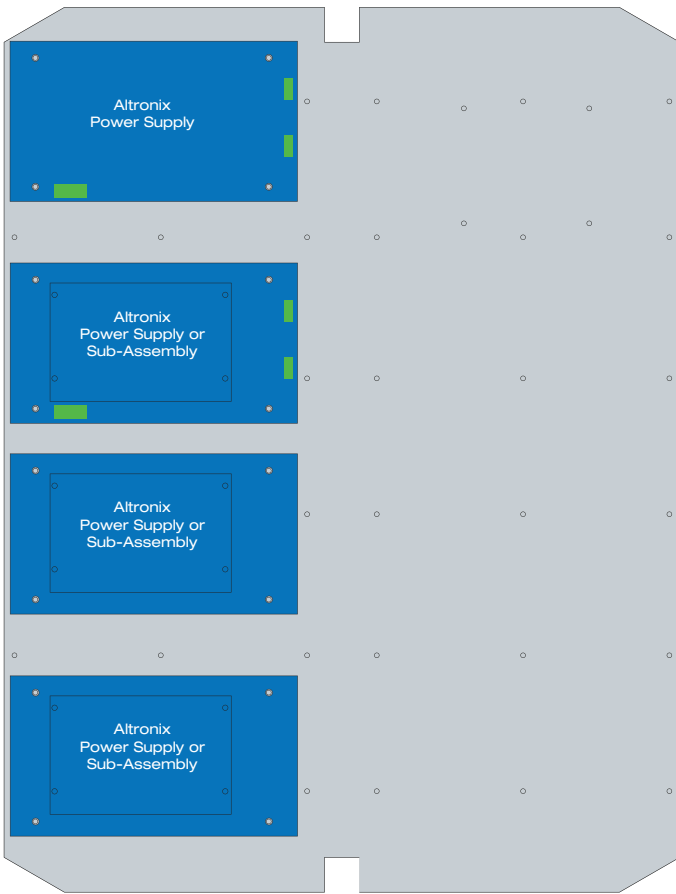 Altronix
Power Supply
Altronix
Power Supply or
Sub-Assembly
Altronix
Power Supply or
Sub-Assembly
Altronix
Power Supply or
Sub-Assembly